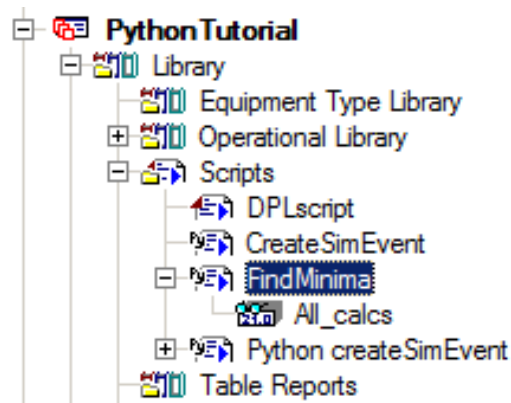 PythonTutorial
Library
Equipment Type Library
Operational Library
Scripts
DPLscript
CreateSimEvent
FindMinima
All_calcs
Python createSimEvent
Table Reports